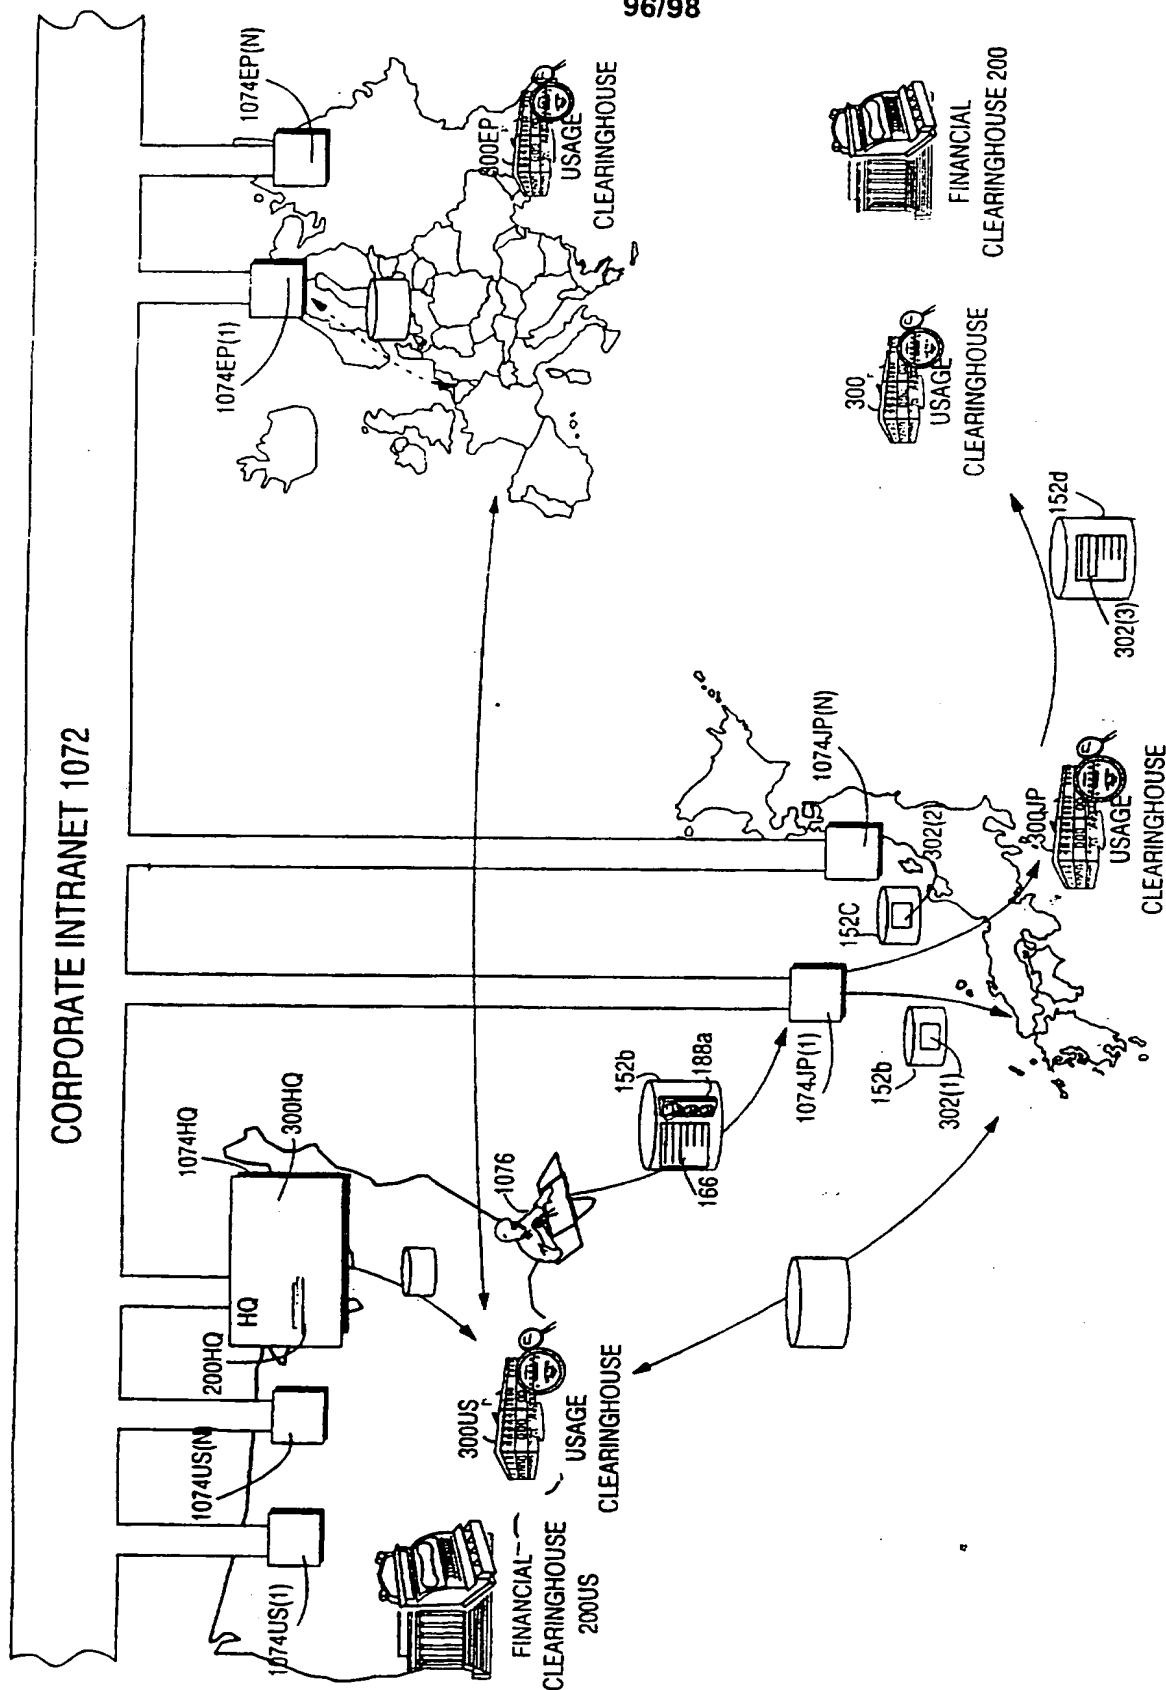 96/98
CORPORATE INTRANET 1072
1074US(1)
1074US(N)
200HQ
HQ
1074HQ
300HQ
1074EP(1)
1074EP(N)
FINANCIAL
CLEARINGHOUSE
200US
300US
USAGE
CLEARINGHOUSE
1076
152b
188a
166
1074JP(1)
152b
302(1)
152C
302(2)
1074JP(N)
300JP
USAGE
CLEARINGHOUSE
302(3)
152d
300EP
USAGE
CLEARINGHOUSE
300
USAGE
CLEARINGHOUSE
FINANCIAL
CLEARINGHOUSE 200